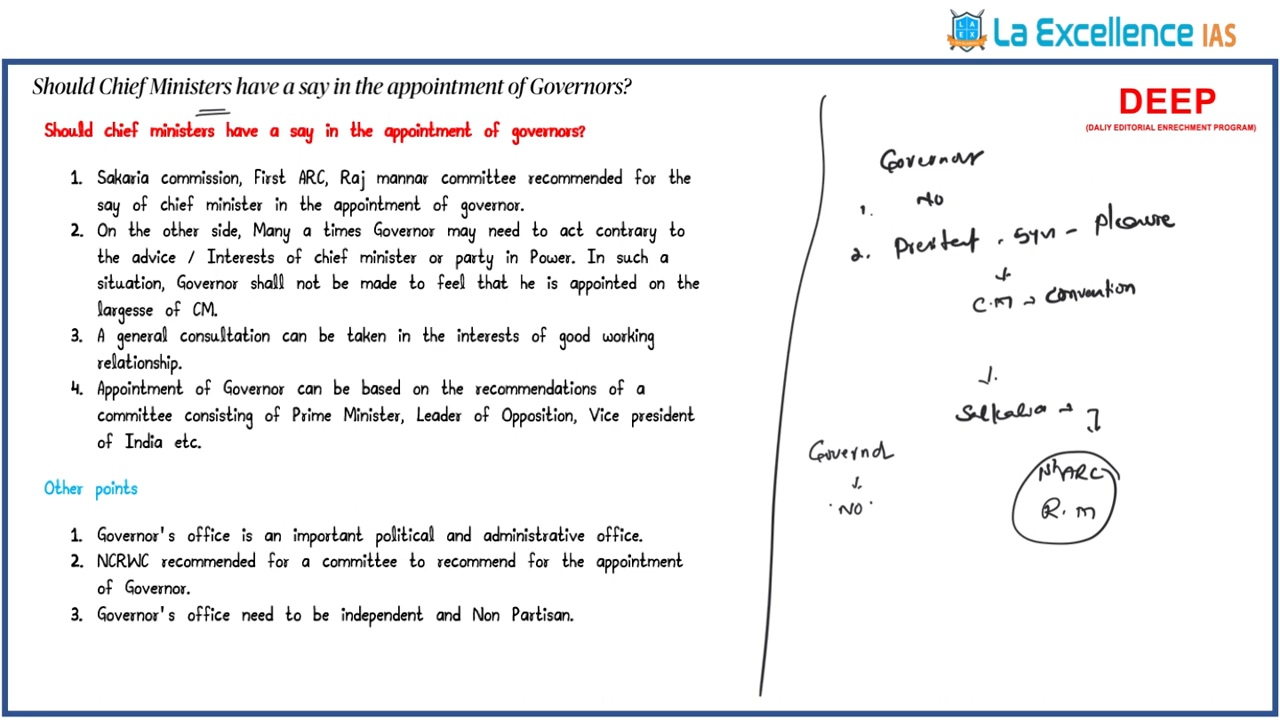 La Excellence IAS
Should Chief Ministers have a say in the appointment of Governors?
DEEP
(DALIY EDITORIAL ENRECHMENT PROGRAM)
Should chief ministers have a say in the appointment of governors?
1. Sakaria commission, First ARC, Raj mannar committee recommended for the
say of chief minister in the appointment of governor.
2. On the other side, Many a times Governor may need to act contrary to
the advice / Interests of chief minister or party in Power. In such a
situation, Governor shall not be made to feel that he is appointed on the
largesse of CM.
3. A general consultation can be taken in the interests of good working
relationship.
4. Appointment of Governor can be based on the recommendations of a
committee consisting of Prime Minister, Leader of Opposition, Vice president
of India etc.
Other points
1. Governor's office is an important political and administrative office.
2. NCRWC recommended for a committee to recommend for the appointment
of Governor.
3. Governor's office need to be independent and Non Partisan.
Governor
1. NO
2. President . 5yrs - Pleasure
C.M → Convention
Governor
"NO"
ARC
R.M